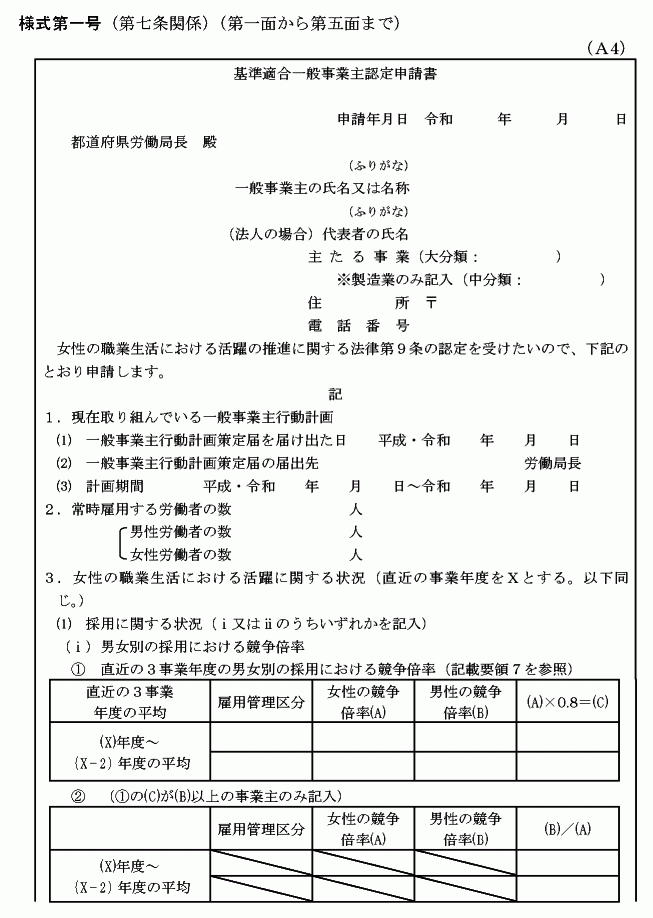 様式第一号（第七条関係）（第一面から第五面まで）
（Ａ４）
基準適合一般事業主認定申請書
申請年月日　令和　　　年　　　月　　　日
都道府県労働局長　殿
（ふりがな）
一般事業主の氏名又は名称
（ふりがな）
（法人の場合）代表者の氏名
主たる事業（大分類：　　　　　）
※製造業のみ記入（中分類：　　　　　）
住　　　　　所　〒
電　話　番　号
女性の職業生活における活躍の推進に関する法律第９条の認定を受けたいので、下記の
とおり申請します。
記
１．現在取り組んでいる一般事業主行動計画
⑴　一般事業主行動計画策定届を届け出た日　　平成・令和　　年　　月　　日
⑵　一般事業主行動計画策定届の届出先　　　　　　　　　　労働局長
⑶　計画期間　　　　平成・令和　　年　　月　　日～令和　　年　　月　　日
２．常時雇用する労働者の数　　　　　　　　人
男性労働者の数　　　　　　　　人
女性労働者の数　　　　　　　　人
３．女性の職業生活における活躍に関する状況（直近の事業年度をＸとする。以下同
じ。）
⑴　採用に関する状況（ⅰ又はⅱのうちいずれかを記入）
（ⅰ）男女別の採用における競争倍率
①　直近の３事業年度の男女別の採用における競争倍率（記載要領７を参照）
直近の３事業
年度の平均
雇用管理区分
女性の競争
倍率(A)
男性の競争
倍率(B)
(A)×0.8＝(C)
(X)年度～
{X－2}年度の平均
②　（①の(C)が(B)以上の事業主のみ記入）
雇用管理区分
女性の競争
倍率(A)
男性の競争
倍率(B)
(B)／(A)
(X)年度～
{X－2}年度の平均